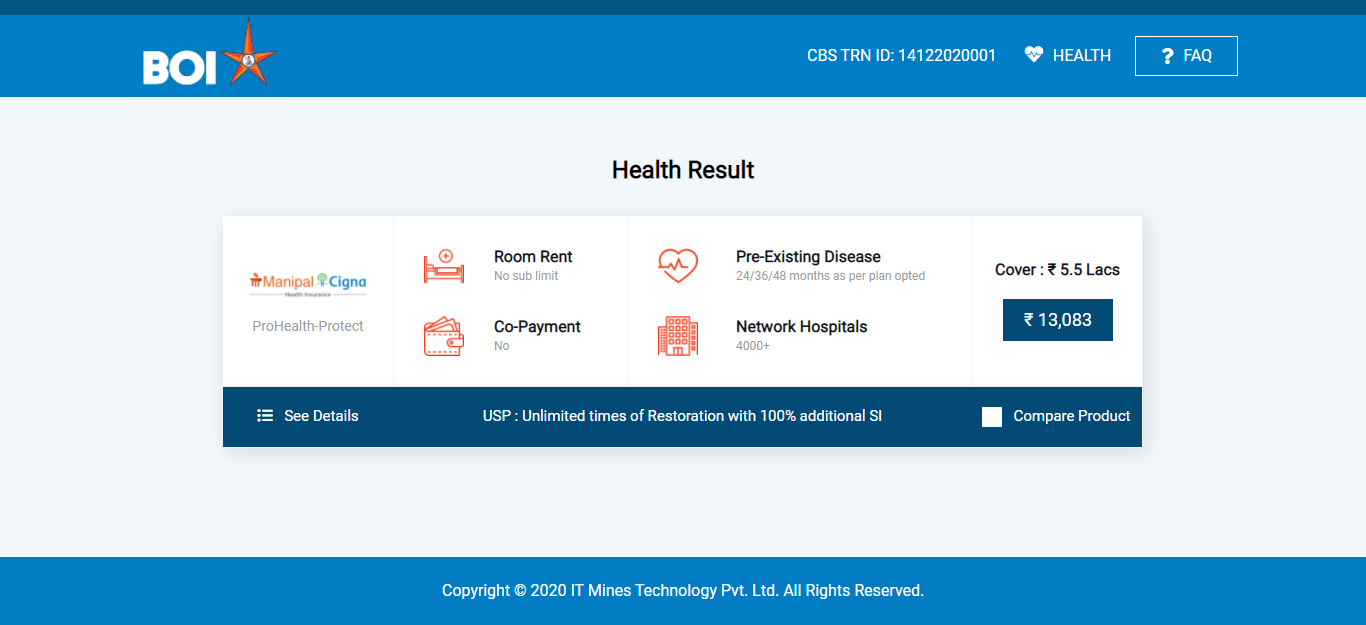 BOI
CBS TRN ID: 14122020001
HEALTH
? FAQ
Health Result
ManipalCigna
Health Insurance
ProHealth-Protect
Room Rent
No sub limit
Co-Payment
No
Pre-Existing Disease
24/36/48 months as per plan opted
Network Hospitals
4000+
Cover : ₹ 5.5 Lacs
₹ 13,083
See Details
USP : Unlimited times of Restoration with 100% additional SI
Compare Product
Copyright © 2020 IT Mines Technology Pvt. Ltd. All Rights Reserved.